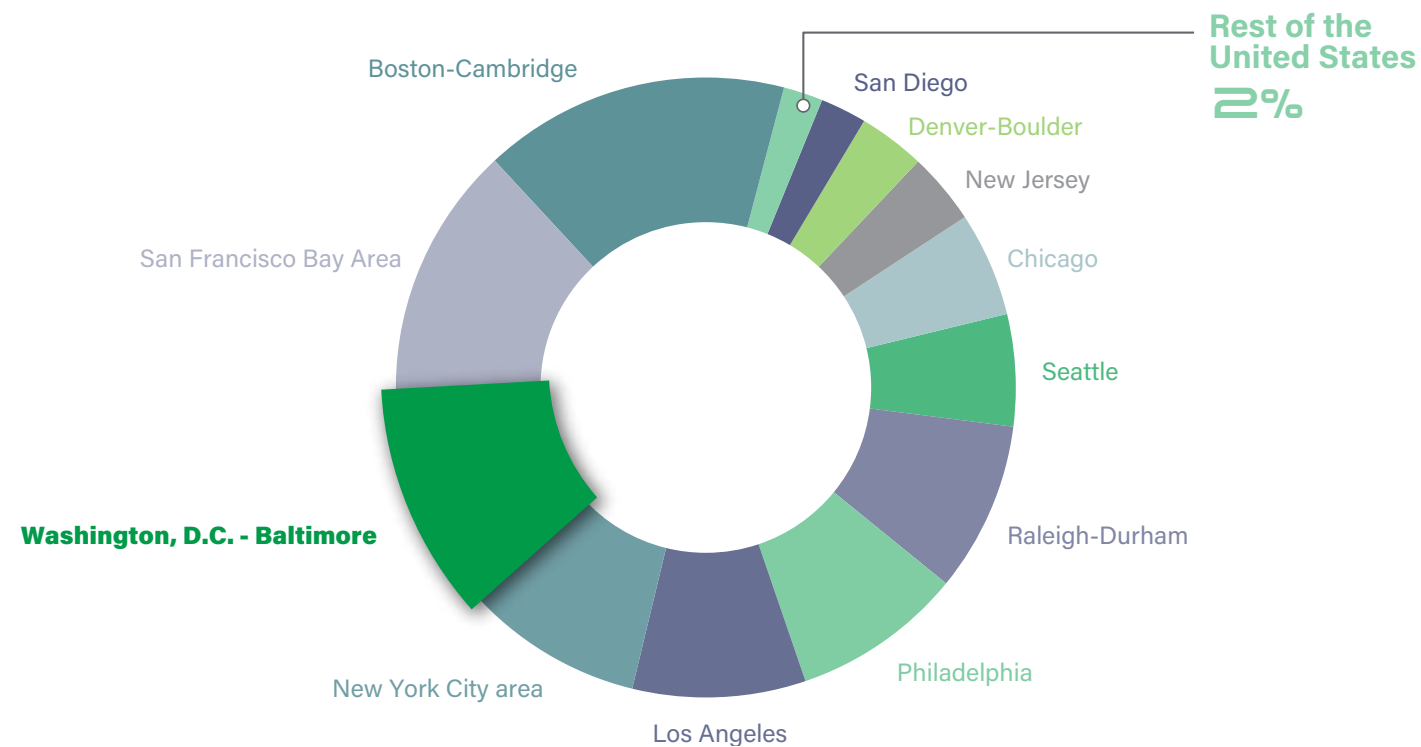 Rest of the
United States
2%
Boston-Cambridge
San Diego
Denver-Boulder
New Jersey
San Francisco Bay Area
Chicago
Seattle
Washington, D.C. - Baltimore
Raleigh-Durham
Philadelphia
New York City area
Los Angeles